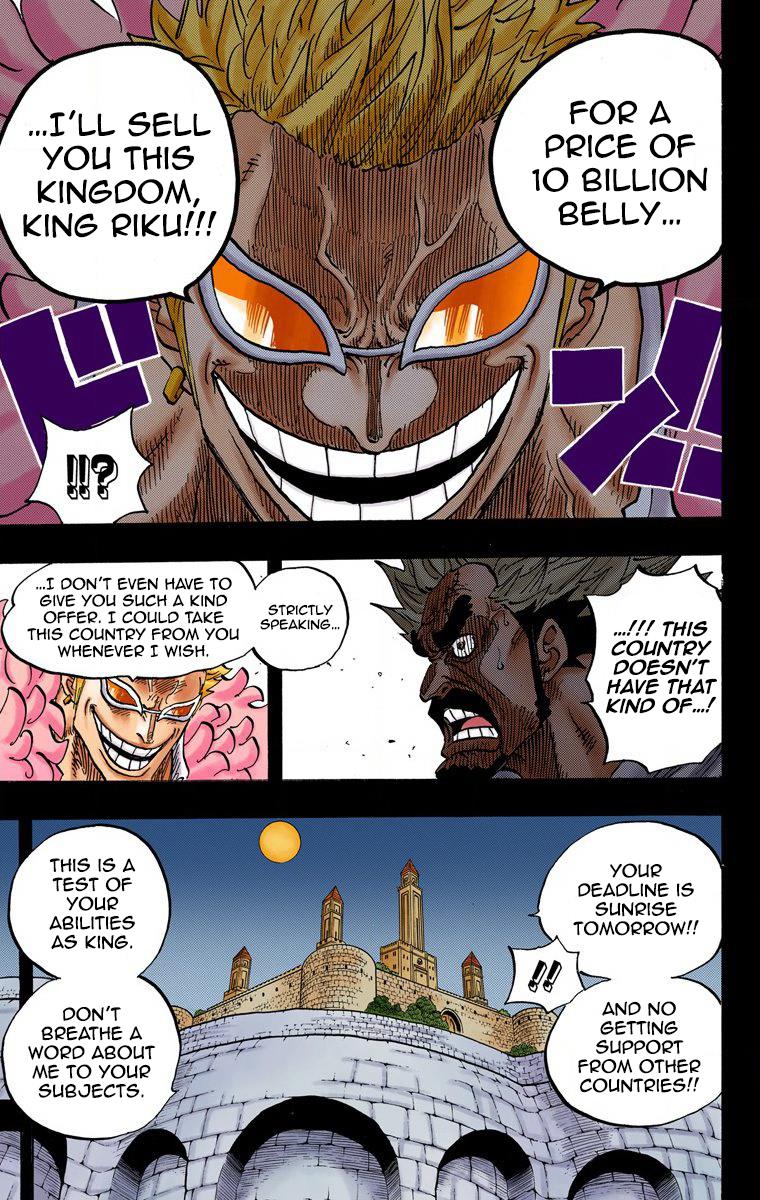 FOR A
PRICE OF
10 BILLION
BELLY...
...I'LL SELL
YOU THIS
KINGDOM,
KING RIKU!!!
ドン!!
!!?
...!!! THIS
COUNTRY
DOESN'T
HAVE THAT
KIND OF...!
STRICTLY
SPEAKING...
...I DON'T EVEN HAVE TO
GIVE YOU SUCH A KIND
OFFER. I COULD TAKE
THIS COUNTRY FROM YOU
WHENEVER I WISH.
YOUR
DEADLINE IS
SUNRISE
TOMORROW!!
!!
AND NO
GETTING
SUPPORT
FROM OTHER
COUNTRIES!!
THIS IS A
TEST OF
YOUR
ABILITIES
AS KING.
DON'T
BREATHE A
WORD ABOUT
ME TO YOUR
SUBJECTS.